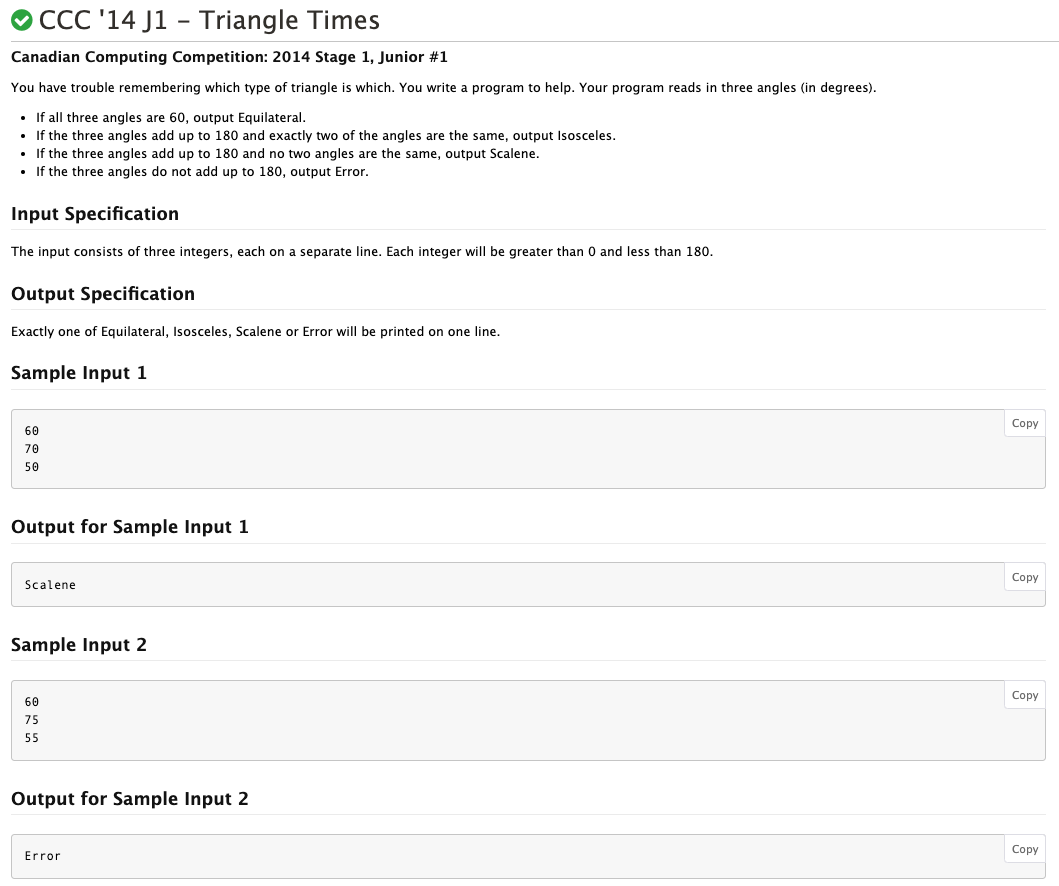 CCC '14 J1 - Triangle Times
Canadian Computing Competition: 2014 Stage 1, Junior #1
You have trouble remembering which type of triangle is which. You write a program to help. Your program reads in three angles (in degrees).
• If all three angles are 60, output Equilateral.
• If the three angles add up to 180 and exactly two of the angles are the same, output Isosceles.
• If the three angles add up to 180 and no two angles are the same, output Scalene.
• If the three angles do not add up to 180, output Error.
Input Specification
The input consists of three integers, each on a separate line. Each integer will be greater than 0 and less than 180.
Output Specification
Exactly one of Equilateral, Isosceles, Scalene or Error will be printed on one line.
Sample Input 1
Copy
60
70
50
Output for Sample Input 1
Copy
Scalene
Sample Input 2
Copy
60
75
55
Output for Sample Input 2
Copy
Error